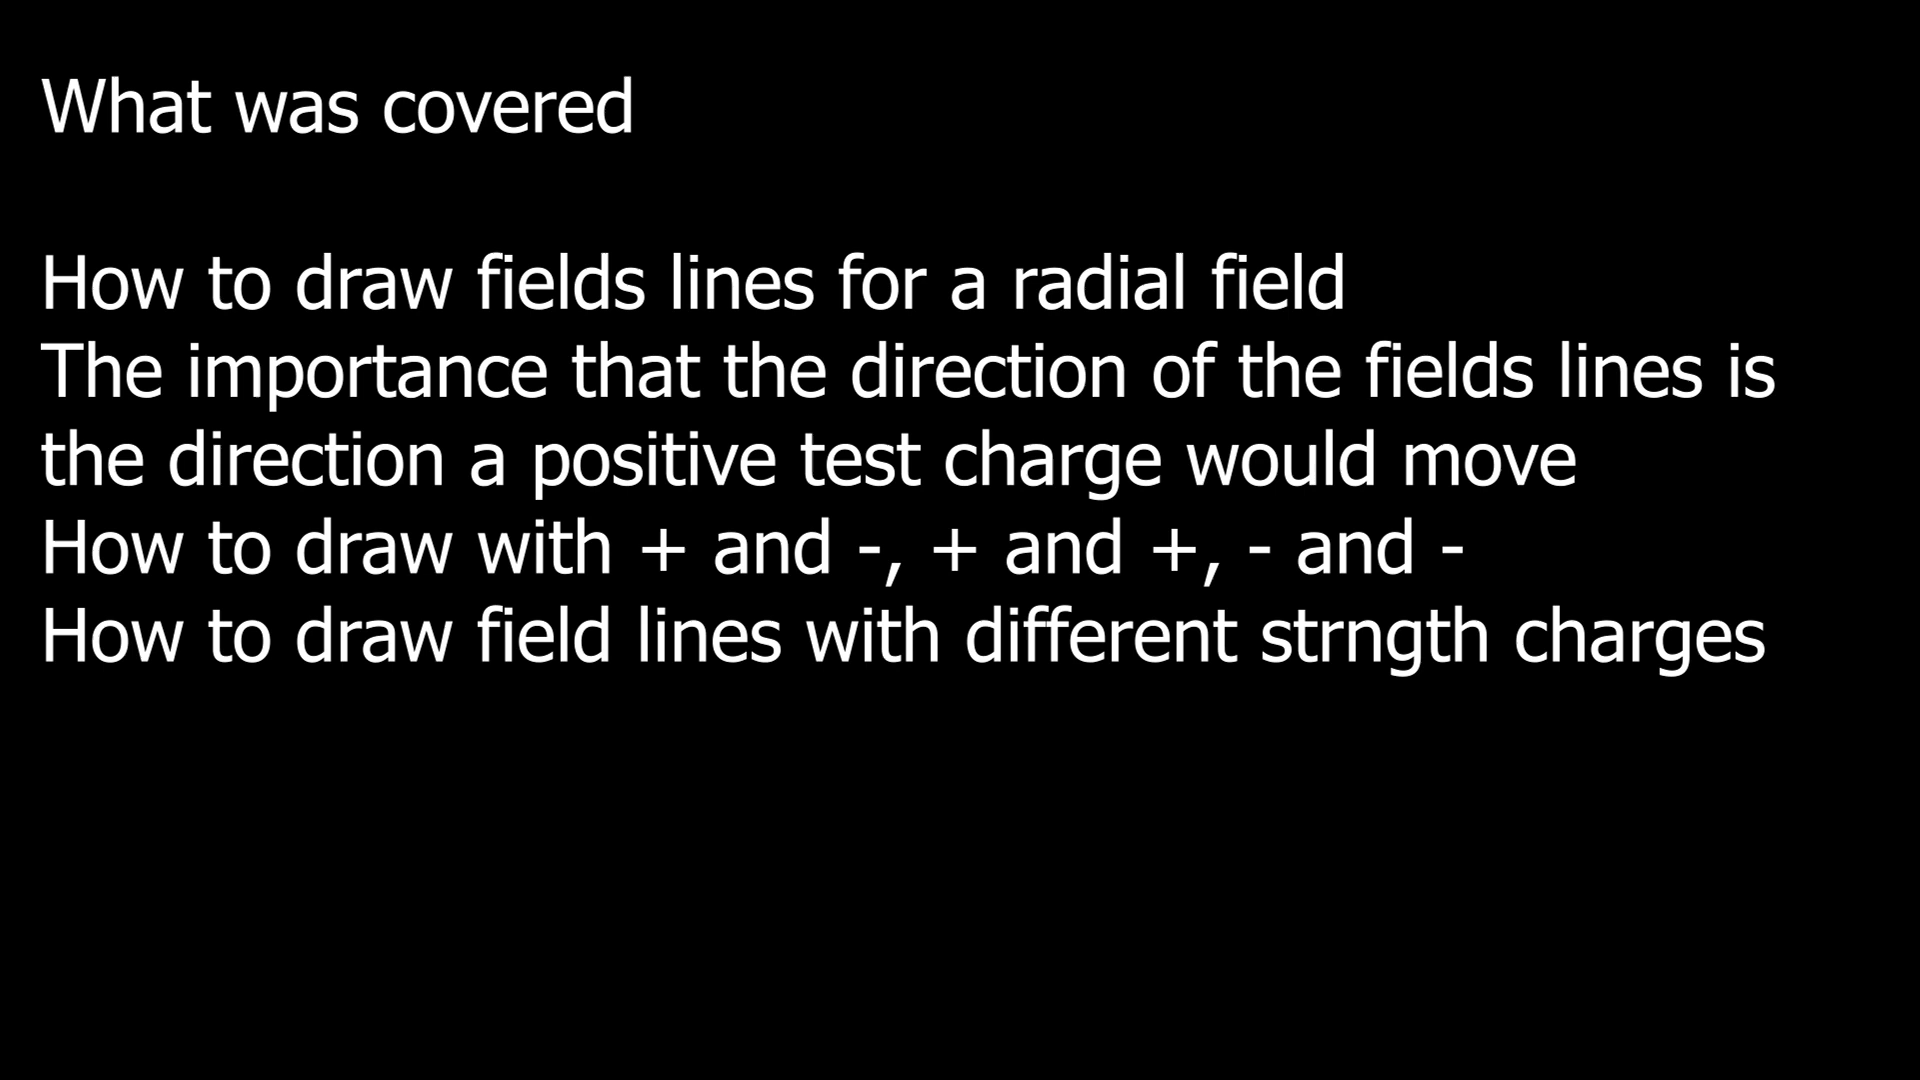 What was covered
How to draw fields lines for a radial field
The importance that the direction of the fields lines is
the direction a positive test charge would move
How to draw with + and -, + and +, - and -
How to draw field lines with different strngth charges